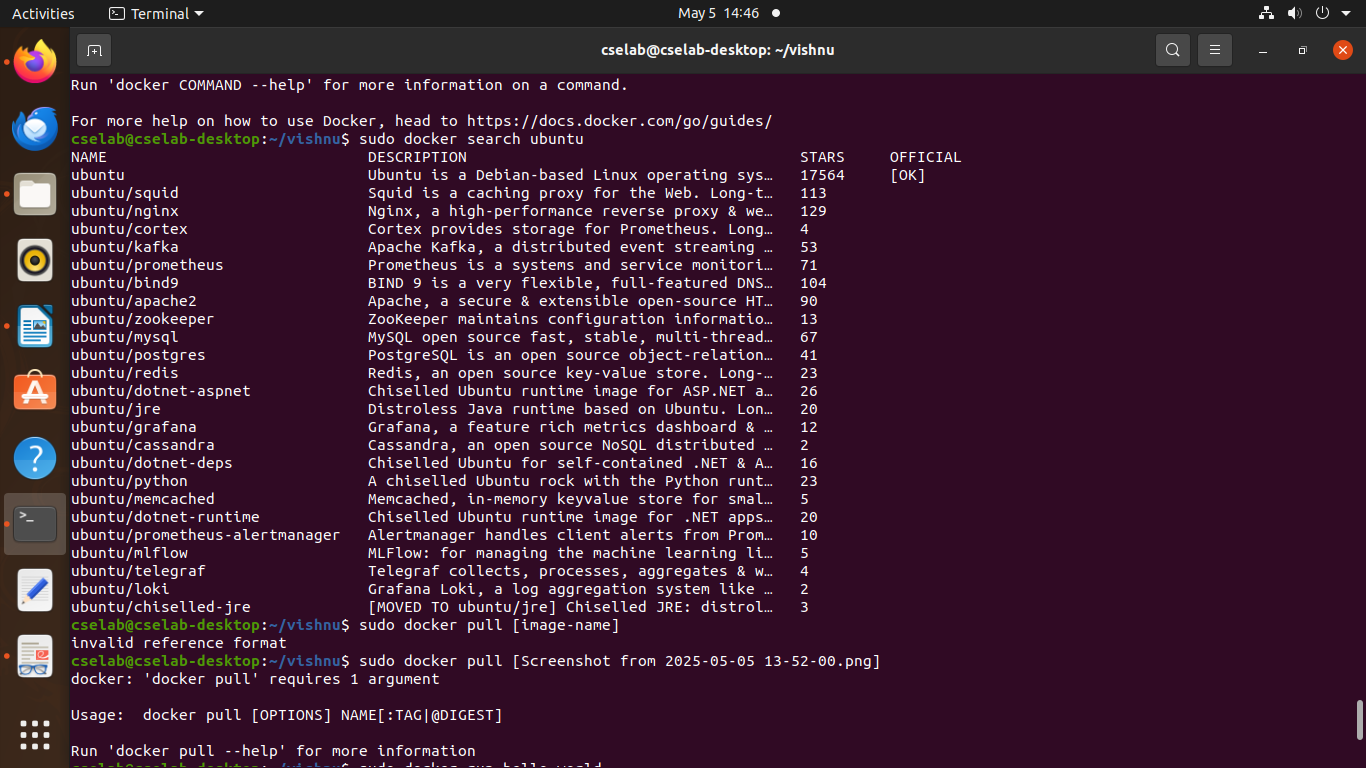 Activities Terminal May 5 14:46
cselab@cselab-desktop: ~/vishnu
Run 'docker COMMAND --help' for more information on a command.
For more help on how to use Docker, head to https://docs.docker.com/go/guides/
cselab@cselab-desktop:~/vishnu$ sudo docker search ubuntu
NAME DESCRIPTION STARS OFFICIAL
ubuntu Ubuntu is a Debian-based Linux operating sys… 17564 [OK]
ubuntu/squid Squid is a caching proxy for the Web. Long-t… 113
ubuntu/nginx Nginx, a high-performance reverse proxy & we… 129
ubuntu/cortex Cortex provides storage for Prometheus. Long… 4
ubuntu/kafka Apache Kafka, a distributed event streaming … 53
ubuntu/prometheus Prometheus is a systems and service monitori… 71
ubuntu/bind9 BIND 9 is a very flexible, full-featured DNS… 104
ubuntu/apache2 Apache, a secure & extensible open-source HT… 90
ubuntu/zookeeper ZooKeeper maintains configuration informatio… 13
ubuntu/mysql MySQL open source fast, stable, multi-thread… 67
ubuntu/postgres PostgreSQL is an open source object-relation… 41
ubuntu/redis Redis, an open source key-value store. Long-… 23
ubuntu/dotnet-aspnet Chiselled Ubuntu runtime image for ASP.NET a… 26
ubuntu/jre Distroless Java runtime based on Ubuntu. Lon… 20
ubuntu/grafana Grafana, a feature rich metrics dashboard & … 12
ubuntu/cassandra Cassandra, an open source NoSQL distributed … 2
ubuntu/dotnet-deps Chiselled Ubuntu for self-contained .NET & A… 16
ubuntu/python A chiselled Ubuntu rock with the Python runt… 23
ubuntu/memcached Memcached, in-memory keyvalue store for smal… 5
ubuntu/dotnet-runtime Chiselled Ubuntu runtime image for .NET apps… 20
ubuntu/prometheus-alertmanager Alertmanager handles client alerts from Prom… 10
ubuntu/mlflow MLFlow: for managing the machine learning li… 5
ubuntu/telegraf Telegraf collects, processes, aggregates & w… 4
ubuntu/loki Grafana Loki, a log aggregation system like … 2
ubuntu/chiselled-jre [MOVED TO ubuntu/jre] Chiselled JRE: distrol… 3
cselab@cselab-desktop:~/vishnu$ sudo docker pull [image-name]
invalid reference format
cselab@cselab-desktop:~/vishnu$ sudo docker pull [Screenshot from 2025-05-05 13-52-00.png]
docker: 'docker pull' requires 1 argument
Usage: docker pull [OPTIONS] NAME[:TAG|@DIGEST]
Run 'docker pull --help' for more information
cselab@cselab-desktop:~/vishnu$ sudo docker run hello-world